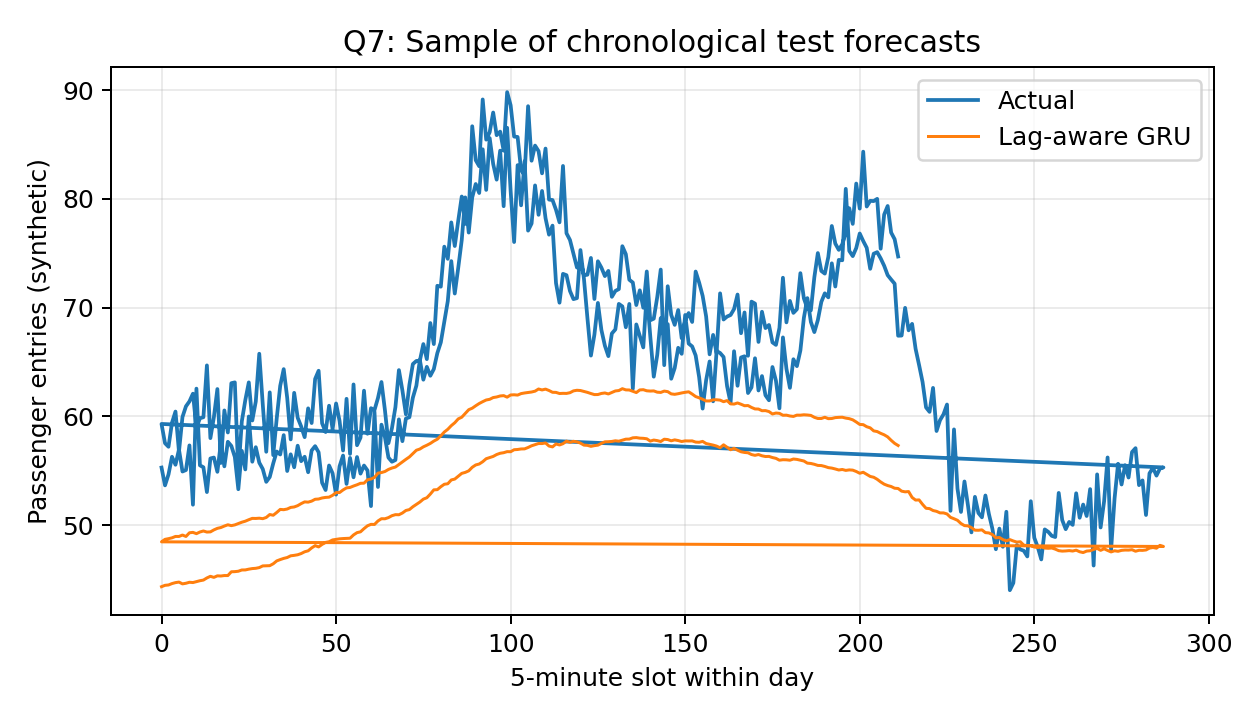 Q7: Sample of chronological test forecasts
Actual
Lag-aware GRU
Passenger entries (synthetic)
90
80
70
60
50
0 50 100 150 200 250 300
5-minute slot within day